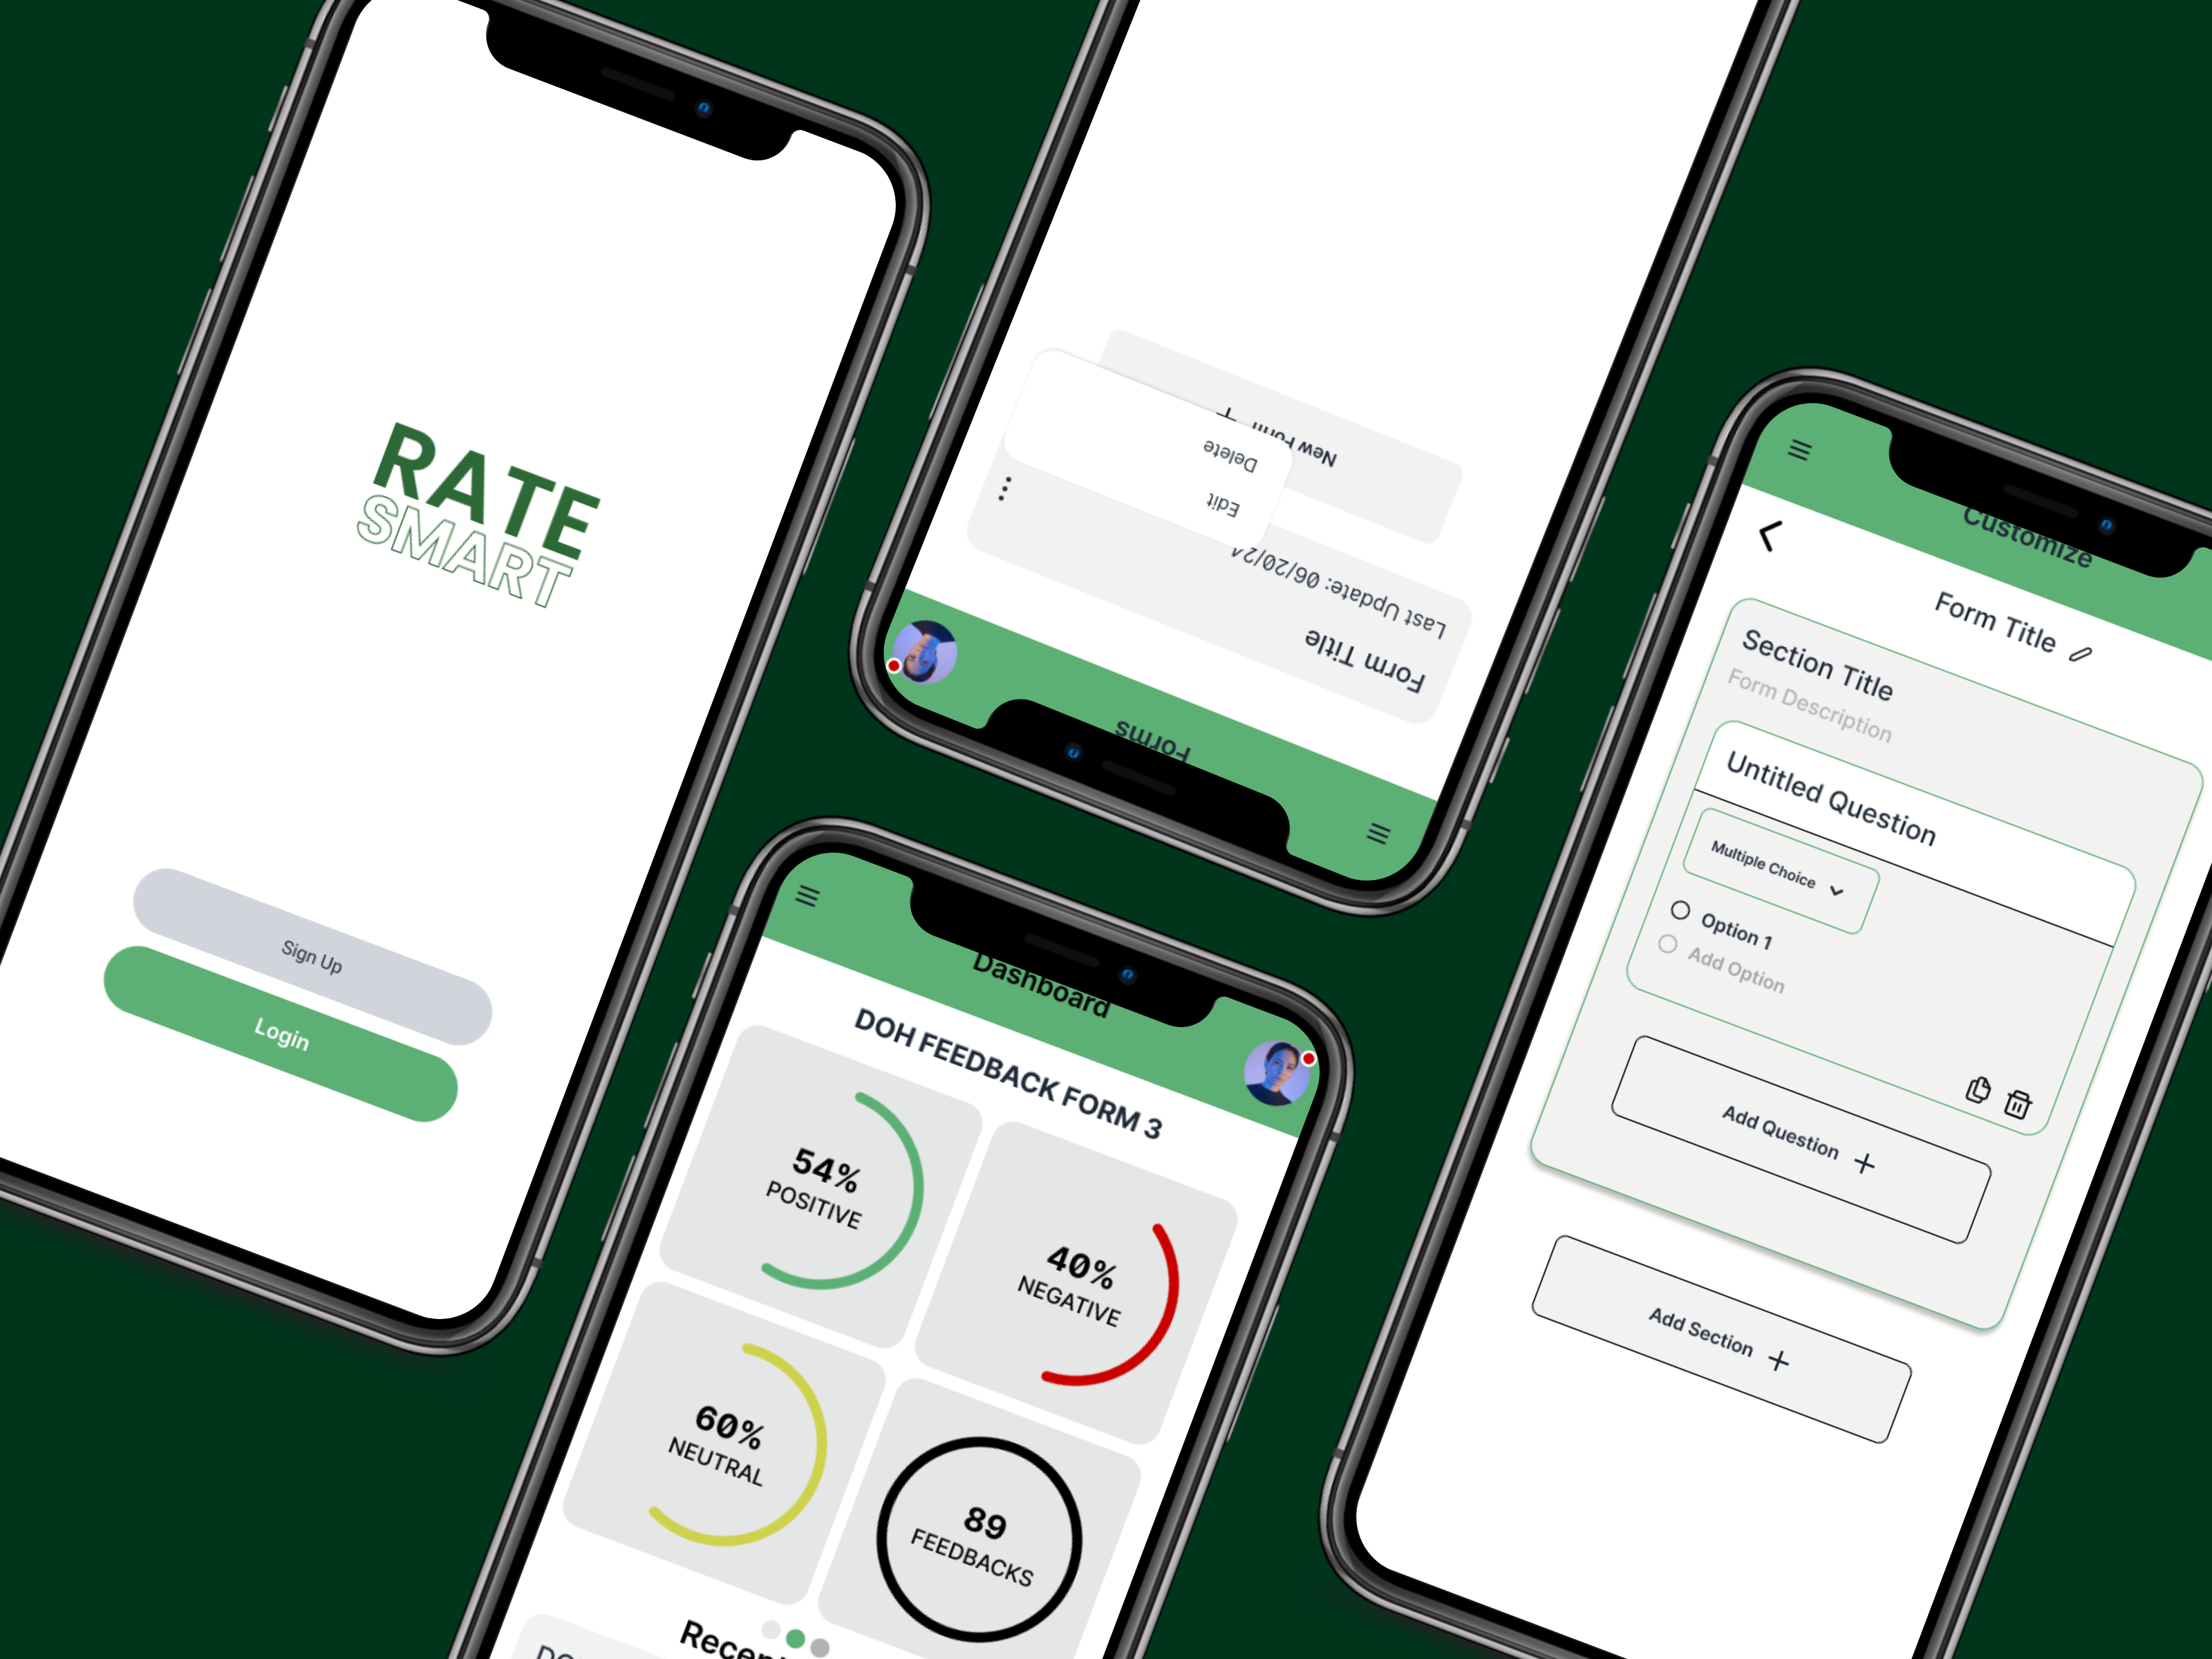 RATE
SMART
Sign Up
Login
Forms
Form Title
Last Update: 06/20/24
Edit
Delete
New Form +
Dashboard
DOH FEEDBACK FORM 3
54%
POSITIVE
40%
NEGATIVE
60%
NEUTRAL
89
FEEDBACKS
Customize
Form Title
Section Title
Form Description
Untitled Question
Multiple Choice
Option 1
Add Option
Add Question +
Add Section +